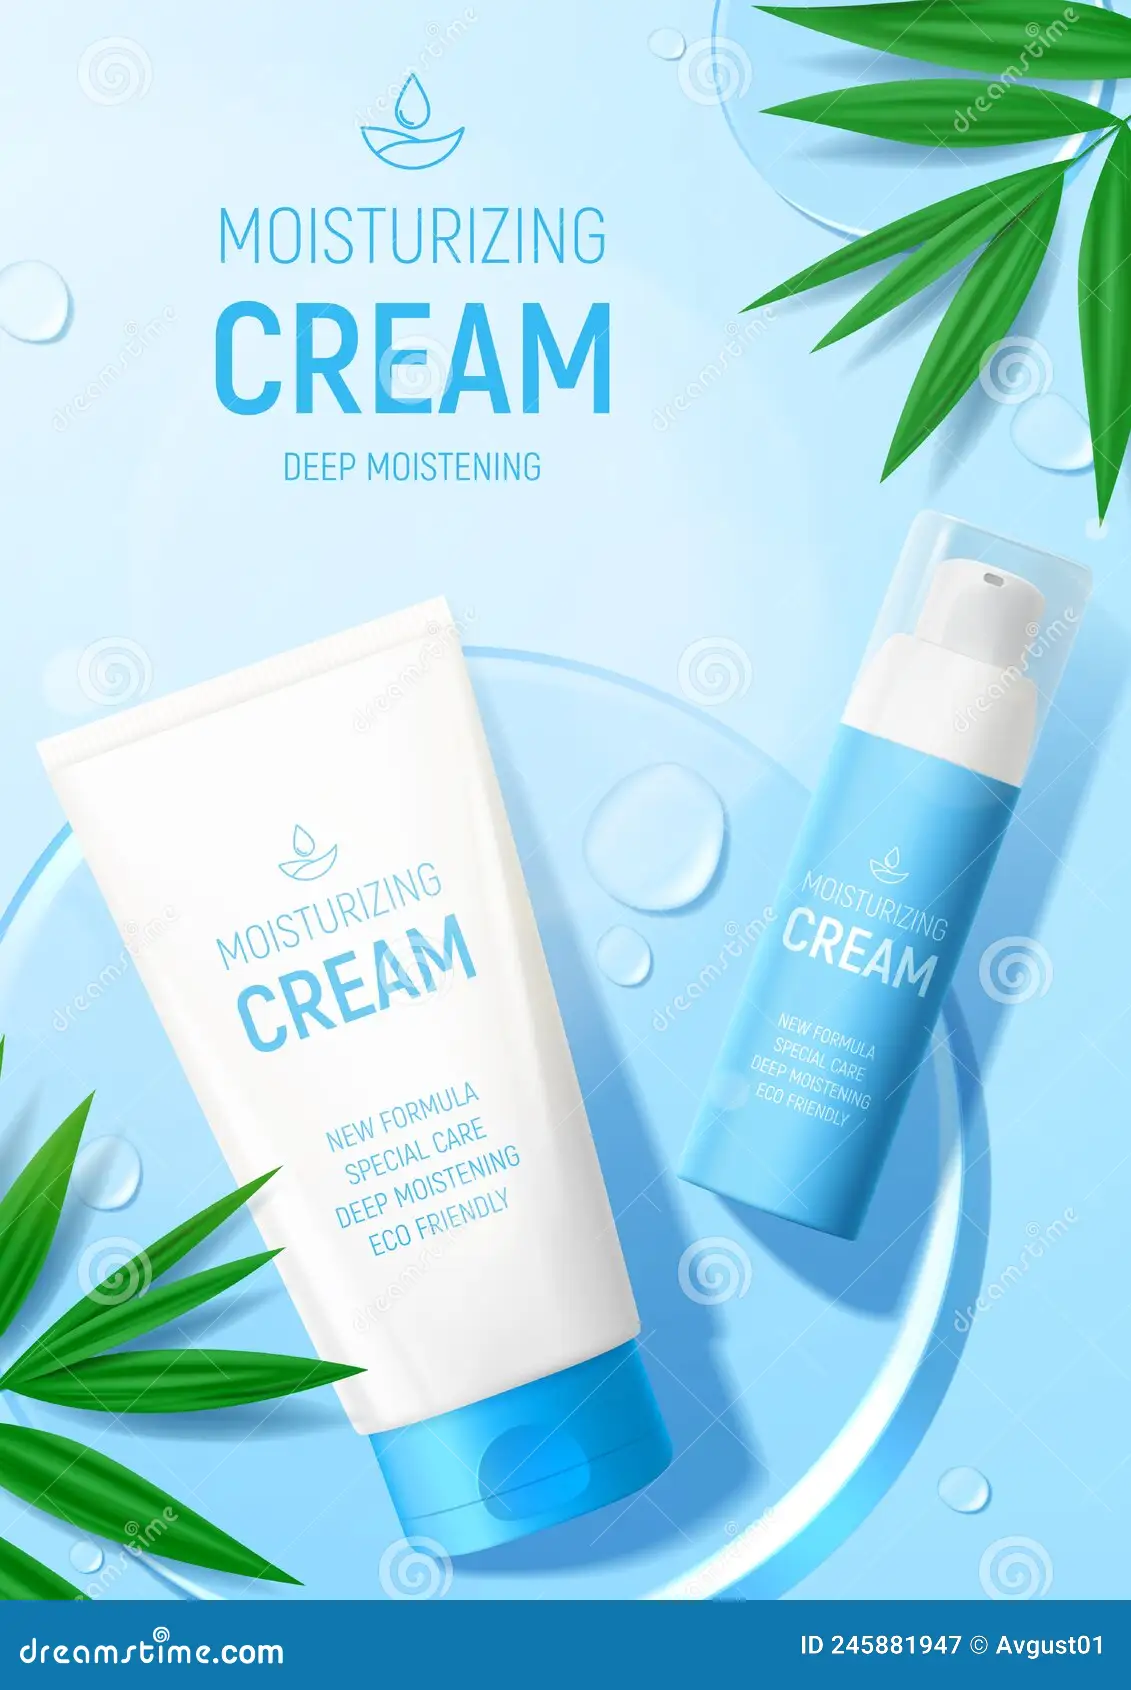 MOISTURIZING
CREAM
DEEP MOISTENING
MOISTURIZING
CREAM
NEW FORMULA
SPECIAL CARE
DEEP MOISTENING
ECO FRIENDLY
MOISTURIZING
CREAM
NEW FORMULA
SPECIAL CARE
DEEP MOISTENING
ECO FRIENDLY
dreamstime.com
ID 245881947 © Avgust01